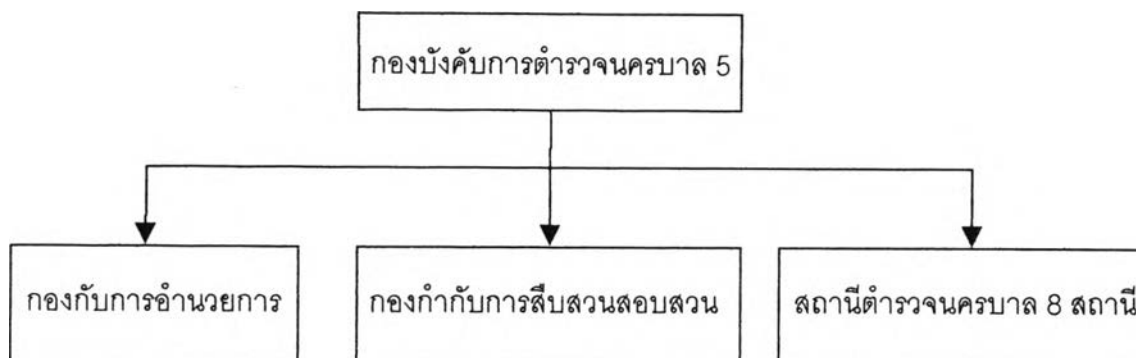 กองบังคับการตำรวจนครบาล 5
กองกับการอำนวยการ
กองกำกับการสืบสวนสอบสวน
สถานีตำรวจนครบาล 8 สถานี